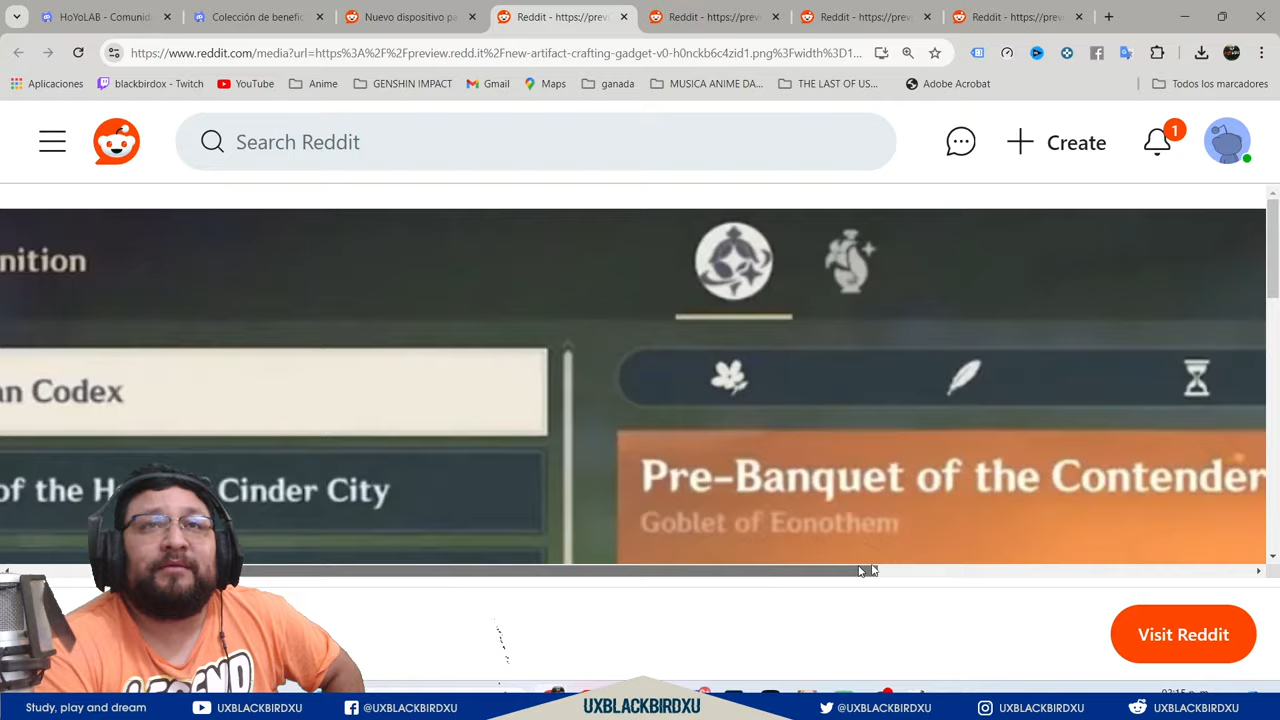 HoYoLAB - Comunid
Colección de benefic
Nuevo dispositivo pa
Reddit - https://prev
Reddit - https://prev
Reddit - https://prev
Reddit - https://prev
https://www.reddit.com/media?url=https%3A%2F%2Fpreview.redd.it%2Fnew-artifact-crafting-gadget-v0-h0nckb6c4zid1.png%3Fwidth%3D1...
Aplicaciones
blackbirdox - Twitch
YouTube
Anime
GENSHIN IMPACT
Gmail
Maps
ganada
MUSICA ANIME DA...
THE LAST OF US...
Adobe Acrobat
Todos los marcadores
Search Reddit
Create
1
nition
an Codex
of the H
Cinder City
Pre-Banquet of the Contender
Goblet of Eonothem
LEGEND
Visit Reddit
Study, play and dream
UXBLACKBIRDXU
@UXBLACKBIRDXU
UXBLACKBIRDXU
@UXBLACKBIRDXU
UXBLACKBIRDXU
UXBLACKBIRDXU